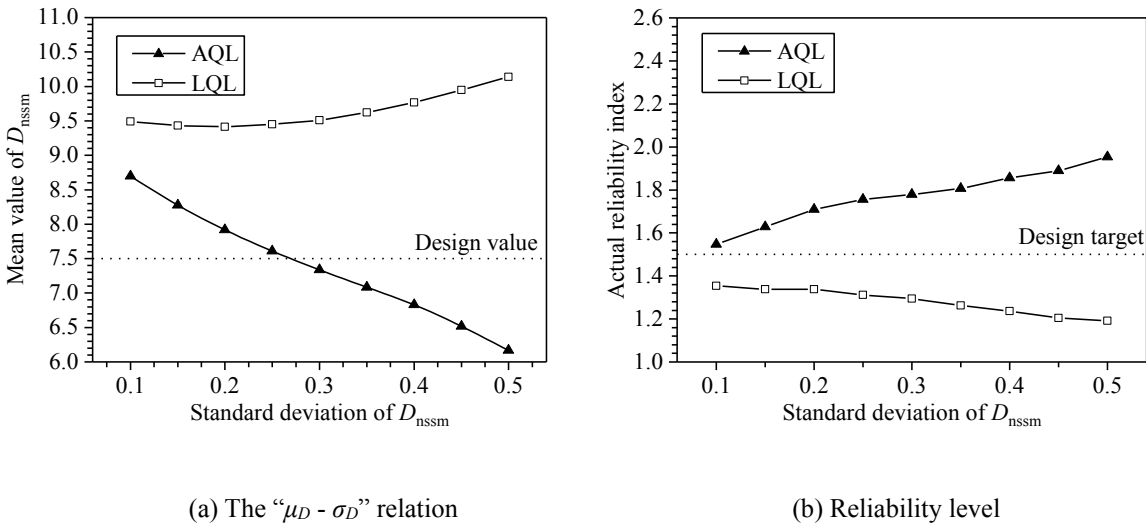 11.0
10.5
10.0
9.5
9.0
8.5
8.0
7.5
7.0
6.5
6.0
Mean value of Dnssm
AQL
LQL
Design value
0.1 0.2 0.3 0.4 0.5
Standard deviation of Dnssm
(a) The “μD - σD” relation
2.6
2.4
2.2
2.0
1.8
1.6
1.4
1.2
1.0
Actual reliability index
AQL
LQL
Design target
0.1 0.2 0.3 0.4 0.5
Standard deviation of Dnssm
(b) Reliability level